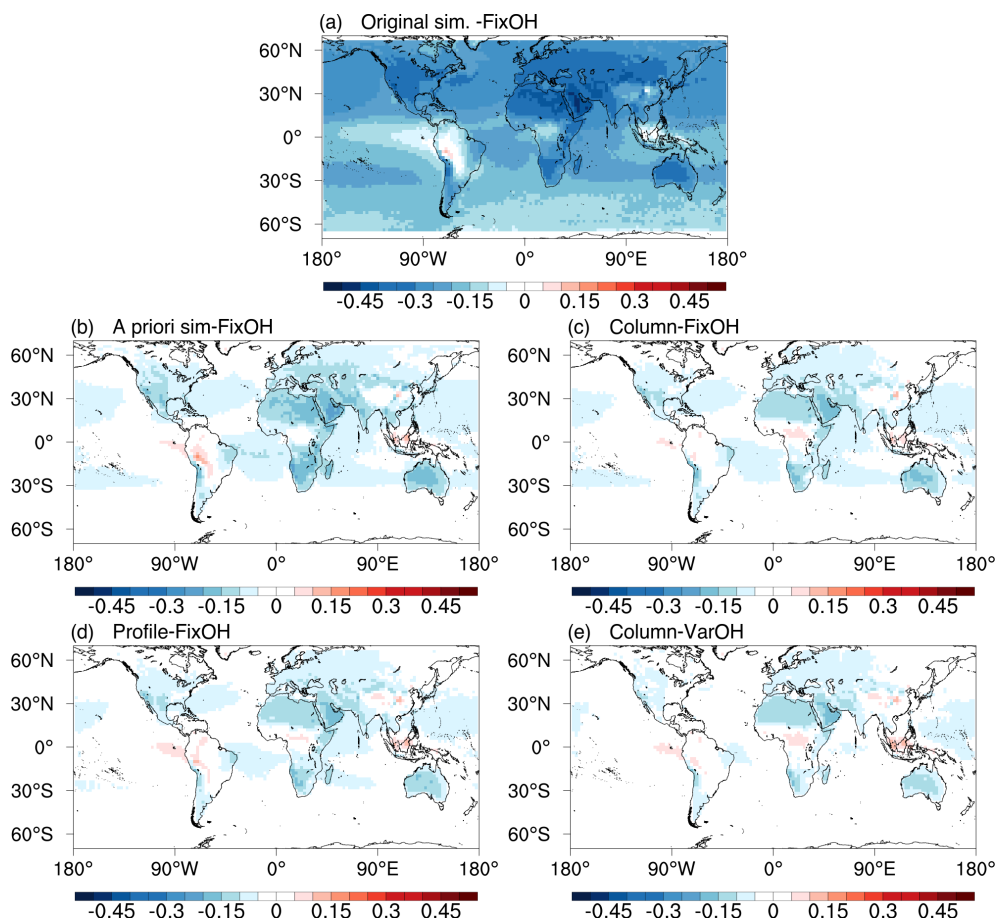 (a) Original sim. -FixOH
60°N
30°N
0°
30°S
60°S
180° 90°W 0° 90°E 180°
-0.45 -0.3 -0.15 0 0.15 0.3 0.45
(b) A priori sim-FixOH
60°N
30°N
0°
30°S
60°S
180° 90°W 0° 90°E 180°
-0.45 -0.3 -0.15 0 0.15 0.3 0.45
(c) Column-FixOH
60°N
30°N
0°
30°S
60°S
180° 90°W 0° 90°E 180°
-0.45 -0.3 -0.15 0 0.15 0.3 0.45
(d) Profile-FixOH
60°N
30°N
0°
30°S
60°S
180° 90°W 0° 90°E 180°
-0.45 -0.3 -0.15 0 0.15 0.3 0.45
(e) Column-VarOH
60°N
30°N
0°
30°S
60°S
180° 90°W 0° 90°E 180°
-0.45 -0.3 -0.15 0 0.15 0.3 0.45